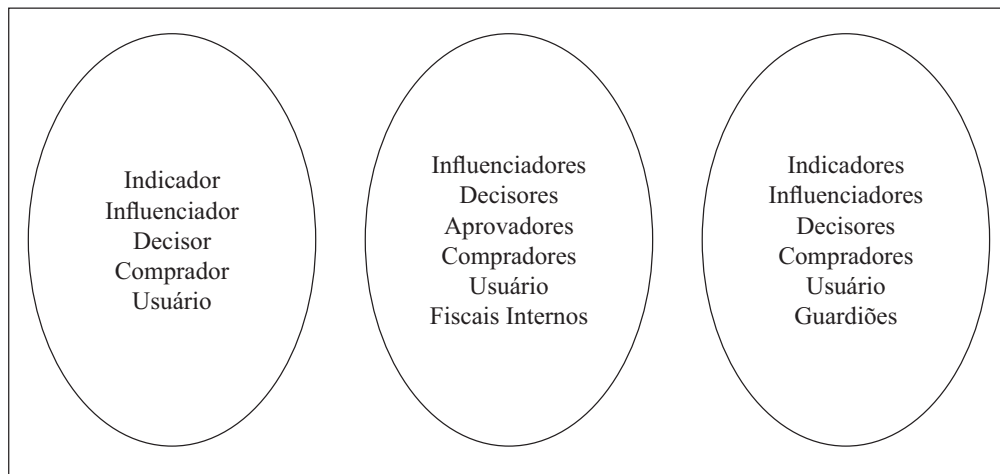 Indicador
Influenciador
Decisor
Comprador
Usuário
Influenciadores
Decisores
Aprovadores
Compradores
Usuário
Fiscais Internos
Indicadores
Influenciadores
Decisores
Compradores
Usuário
Guardiões